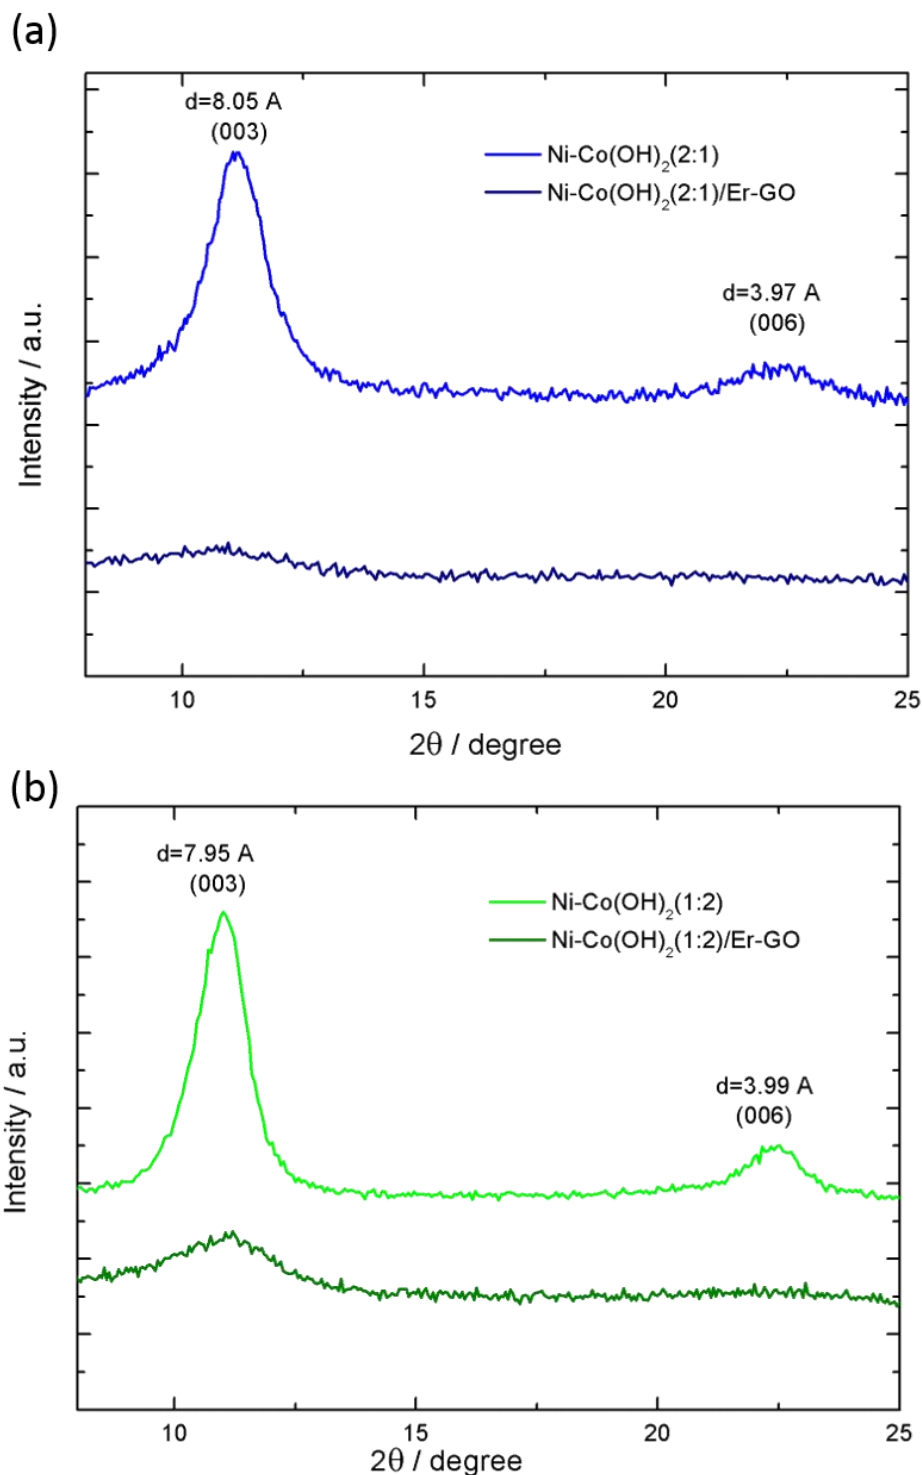 (a)
d=8.05 A
(003)
Ni-Co(OH)₂(2:1)
Ni-Co(OH)₂(2:1)/Er-GO
d=3.97 A
(006)
Intensity / a.u.
10 15 20 25
2θ / degree
(b)
d=7.95 A
(003)
Ni-Co(OH)₂(1:2)
Ni-Co(OH)₂(1:2)/Er-GO
d=3.99 A
(006)
Intensity / a.u.
10 15 20 25
2θ / degree